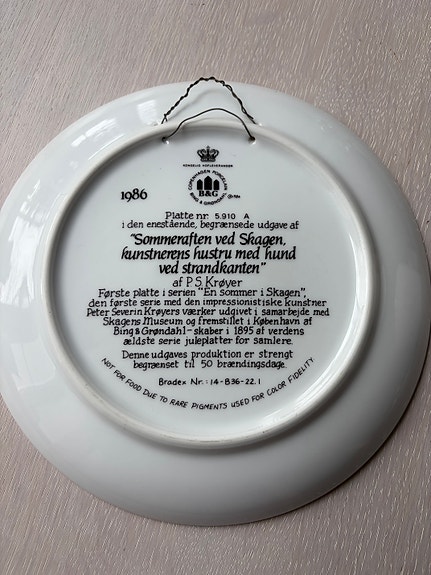 KONGELIG HOFLEVERANDØR
COPENHAGEN PORCELAIN
B&G
BING & GRØNDAHL
1986
Platte nr. 5.910 A
i den enestående, begrænsede udgave af
"Sommeraften ved Skagen,
kunstnerens hustru med hund
ved strandkanten"
af P.S. Krøyer
Første platte i serien "En sommer i Skagen",
den første serie med den impressionistiske kunstner
Peter Severin Krøyers værker udgivet i samarbejde med
Skagens Museum og fremstillet i København af
Bing & Grøndahl - skaber i 1895 af verdens
ældste serie juleplatter for samlere.
Denne udgaves produktion er strengt
begrænset til 50 brændingsdage.
Bradex Nr.: 14-B36-22.1
NOT FOR FOOD DUE TO RARE PIGMENTS USED FOR COLOR FIDELITY.